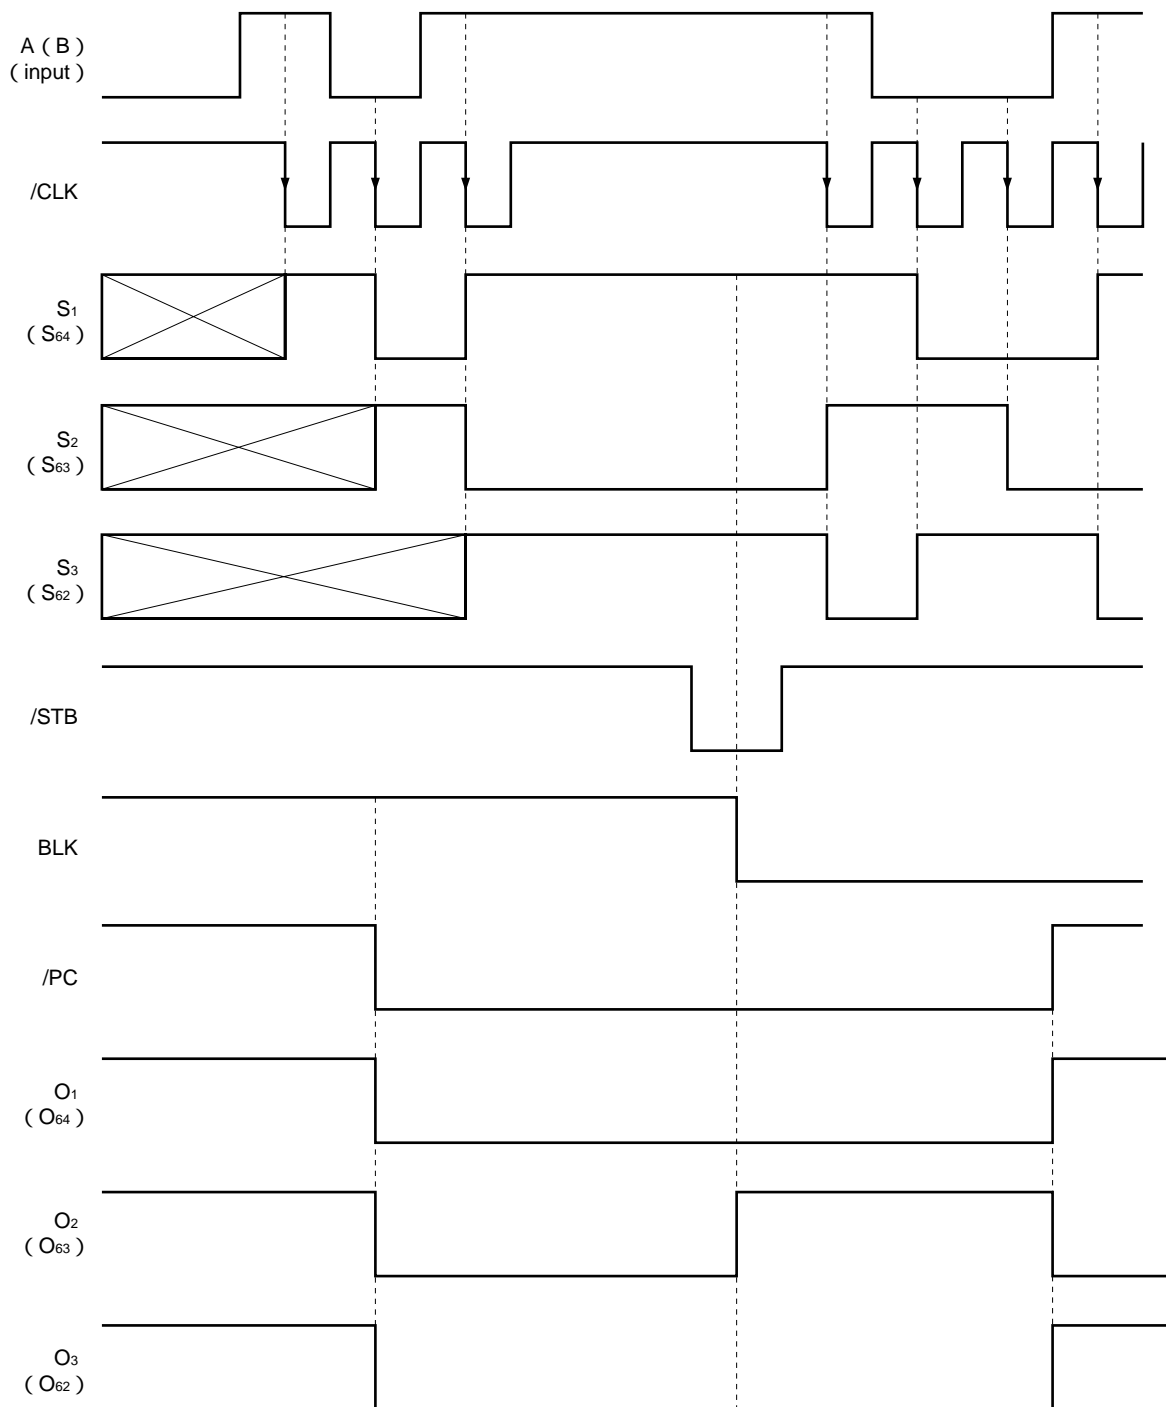 A ( B )
( input )
/CLK
S1
( S64 )
S2
( S63 )
S3
( S62 )
/STB
BLK
/PC
O1
( O64 )
O2
( O63 )
O3
( O62 )